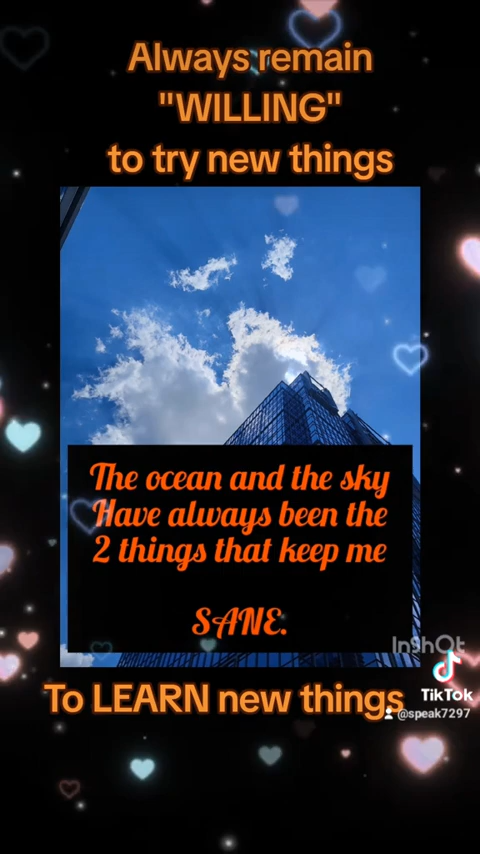 Always remain
"WILLING"
to try new things
The ocean and the sky
Have always been the
2 things that keep me
SANE.
InShOt
TikTok
To LEARN new things
@speak7297